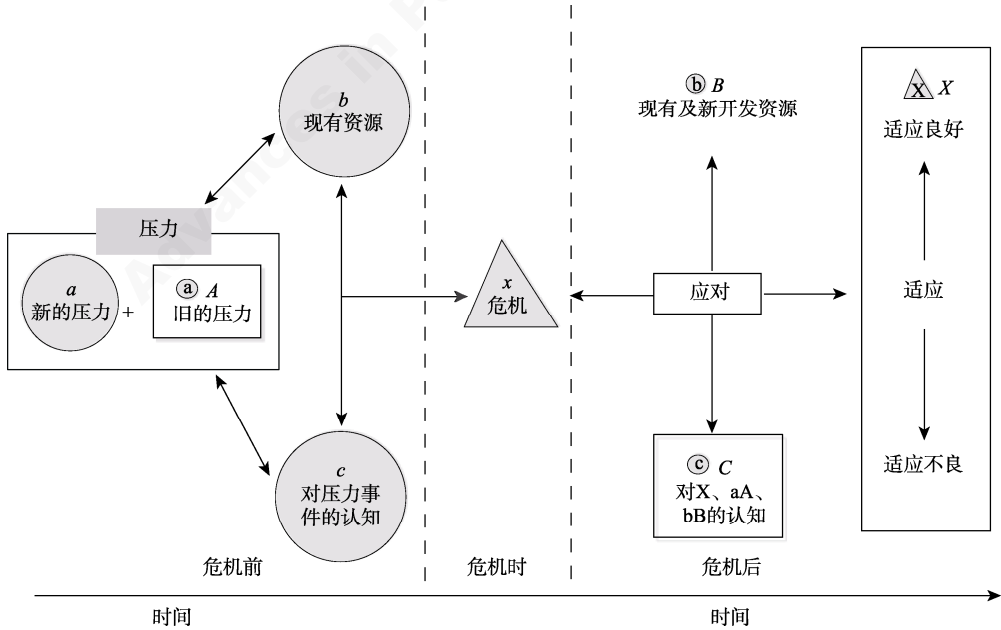 b
现有资源
压力
a
新的压力
+
a A
旧的压力
c
对压力事
件的认知
x
危机
b B
现有及新开发资源
应对
c C
对X、aA、
bB的认知
X X
适应良好
适应
适应不良
危机前
危机时
危机后
时间
时间
Advances in